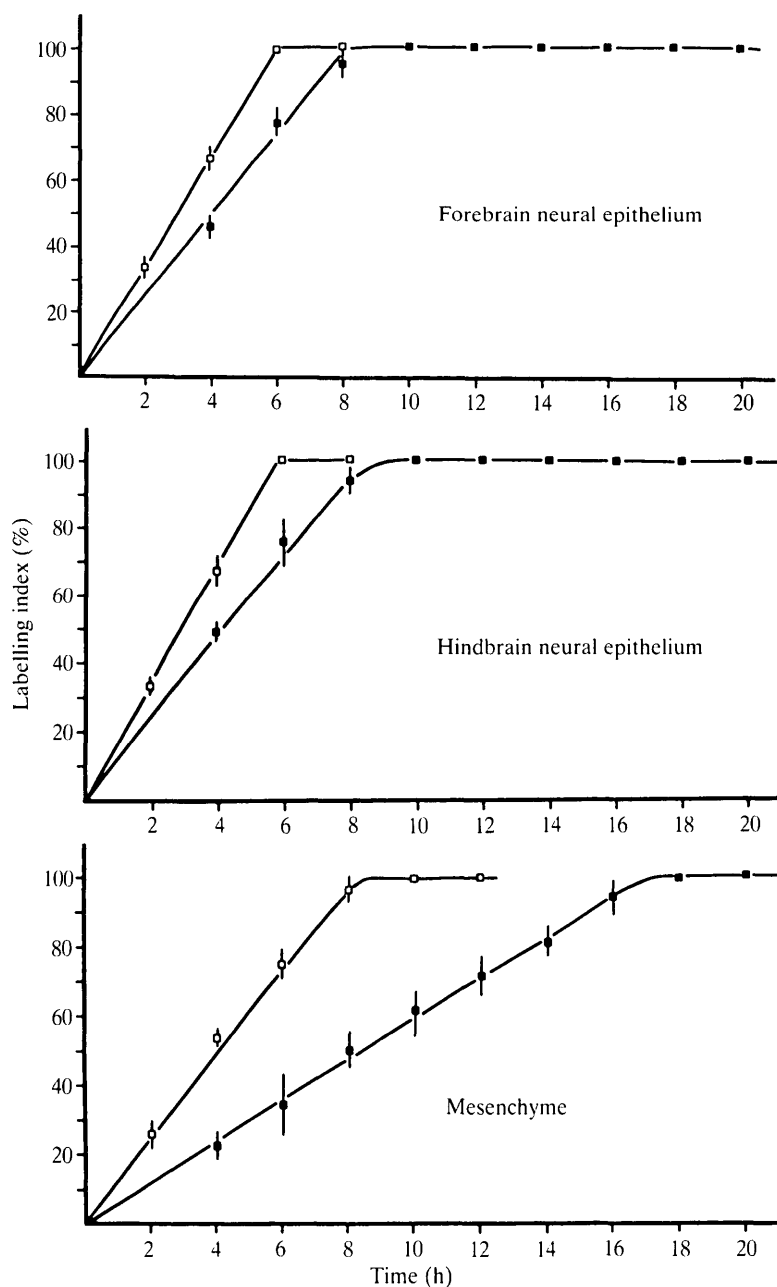 100
80
60
40
20
Forebrain neural epithelium
2 4 6 8 10 12 14 16 18 20
Labelling index (%)
100
80
60
40
20
Hindbrain neural epithelium
2 4 6 8 10 12 14 16 18 20
100
80
60
40
20
Mesenchyme
2 4 6 8 10 12 14 16 18 20
Time (h)